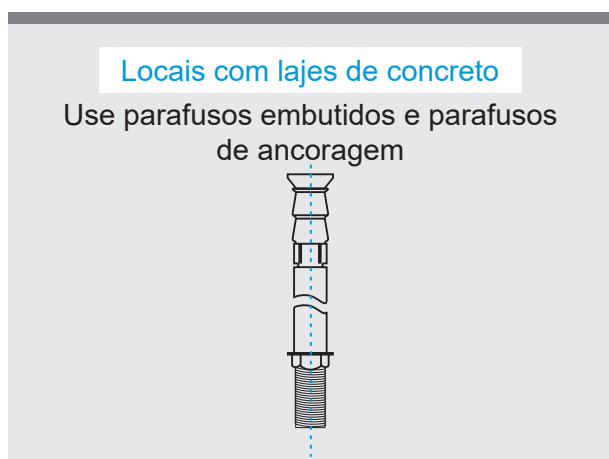 Locais com lajes de concreto
Use parafusos embutidos e parafusos
de ancoragem